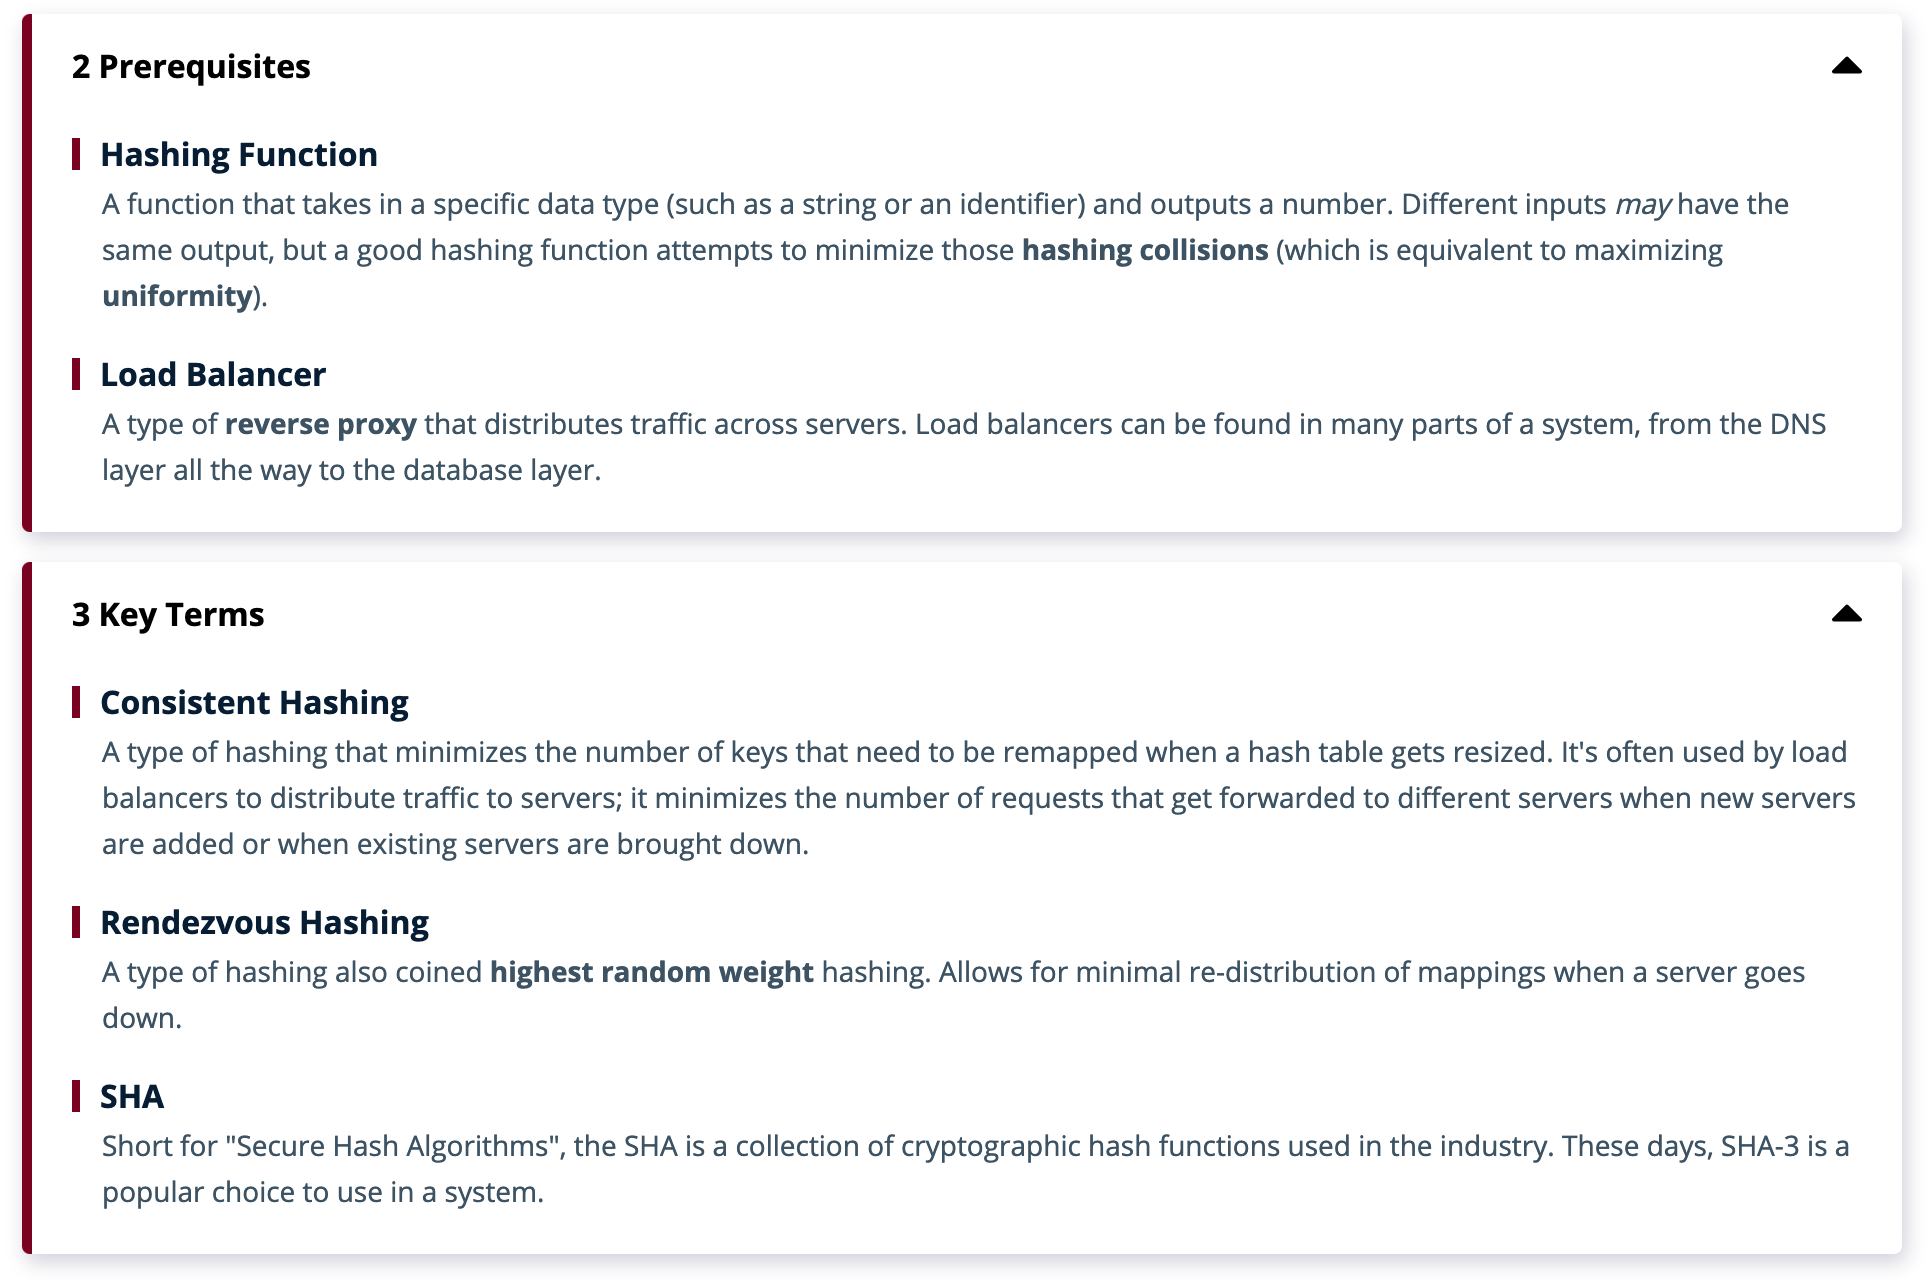 2 Prerequisites
Hashing Function
A function that takes in a specific data type (such as a string or an identifier) and outputs a number. Different inputs may have the
same output, but a good hashing function attempts to minimize those hashing collisions (which is equivalent to maximizing
uniformity).
Load Balancer
A type of reverse proxy that distributes traffic across servers. Load balancers can be found in many parts of a system, from the DNS
layer all the way to the database layer.
3 Key Terms
Consistent Hashing
A type of hashing that minimizes the number of keys that need to be remapped when a hash table gets resized. It's often used by load
balancers to distribute traffic to servers; it minimizes the number of requests that get forwarded to different servers when new servers
are added or when existing servers are brought down.
Rendezvous Hashing
A type of hashing also coined highest random weight hashing. Allows for minimal re-distribution of mappings when a server goes
down.
SHA
Short for "Secure Hash Algorithms", the SHA is a collection of cryptographic hash functions used in the industry. These days, SHA-3 is a
popular choice to use in a system.